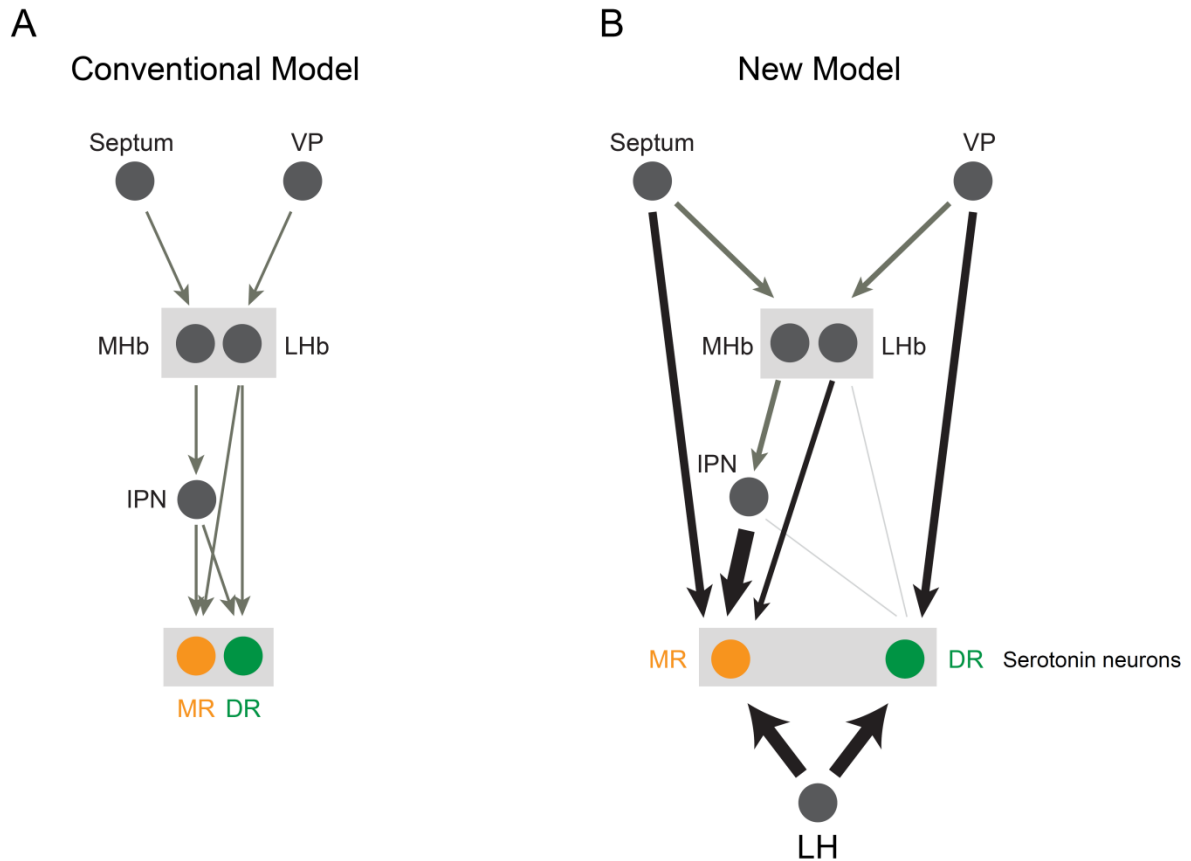 A
Conventional Model
Septum
VP
MHb
LHb
IPN
MR
DR
B
New Model
Septum
VP
MHb
LHb
IPN
MR
DR
Serotonin neurons
LH